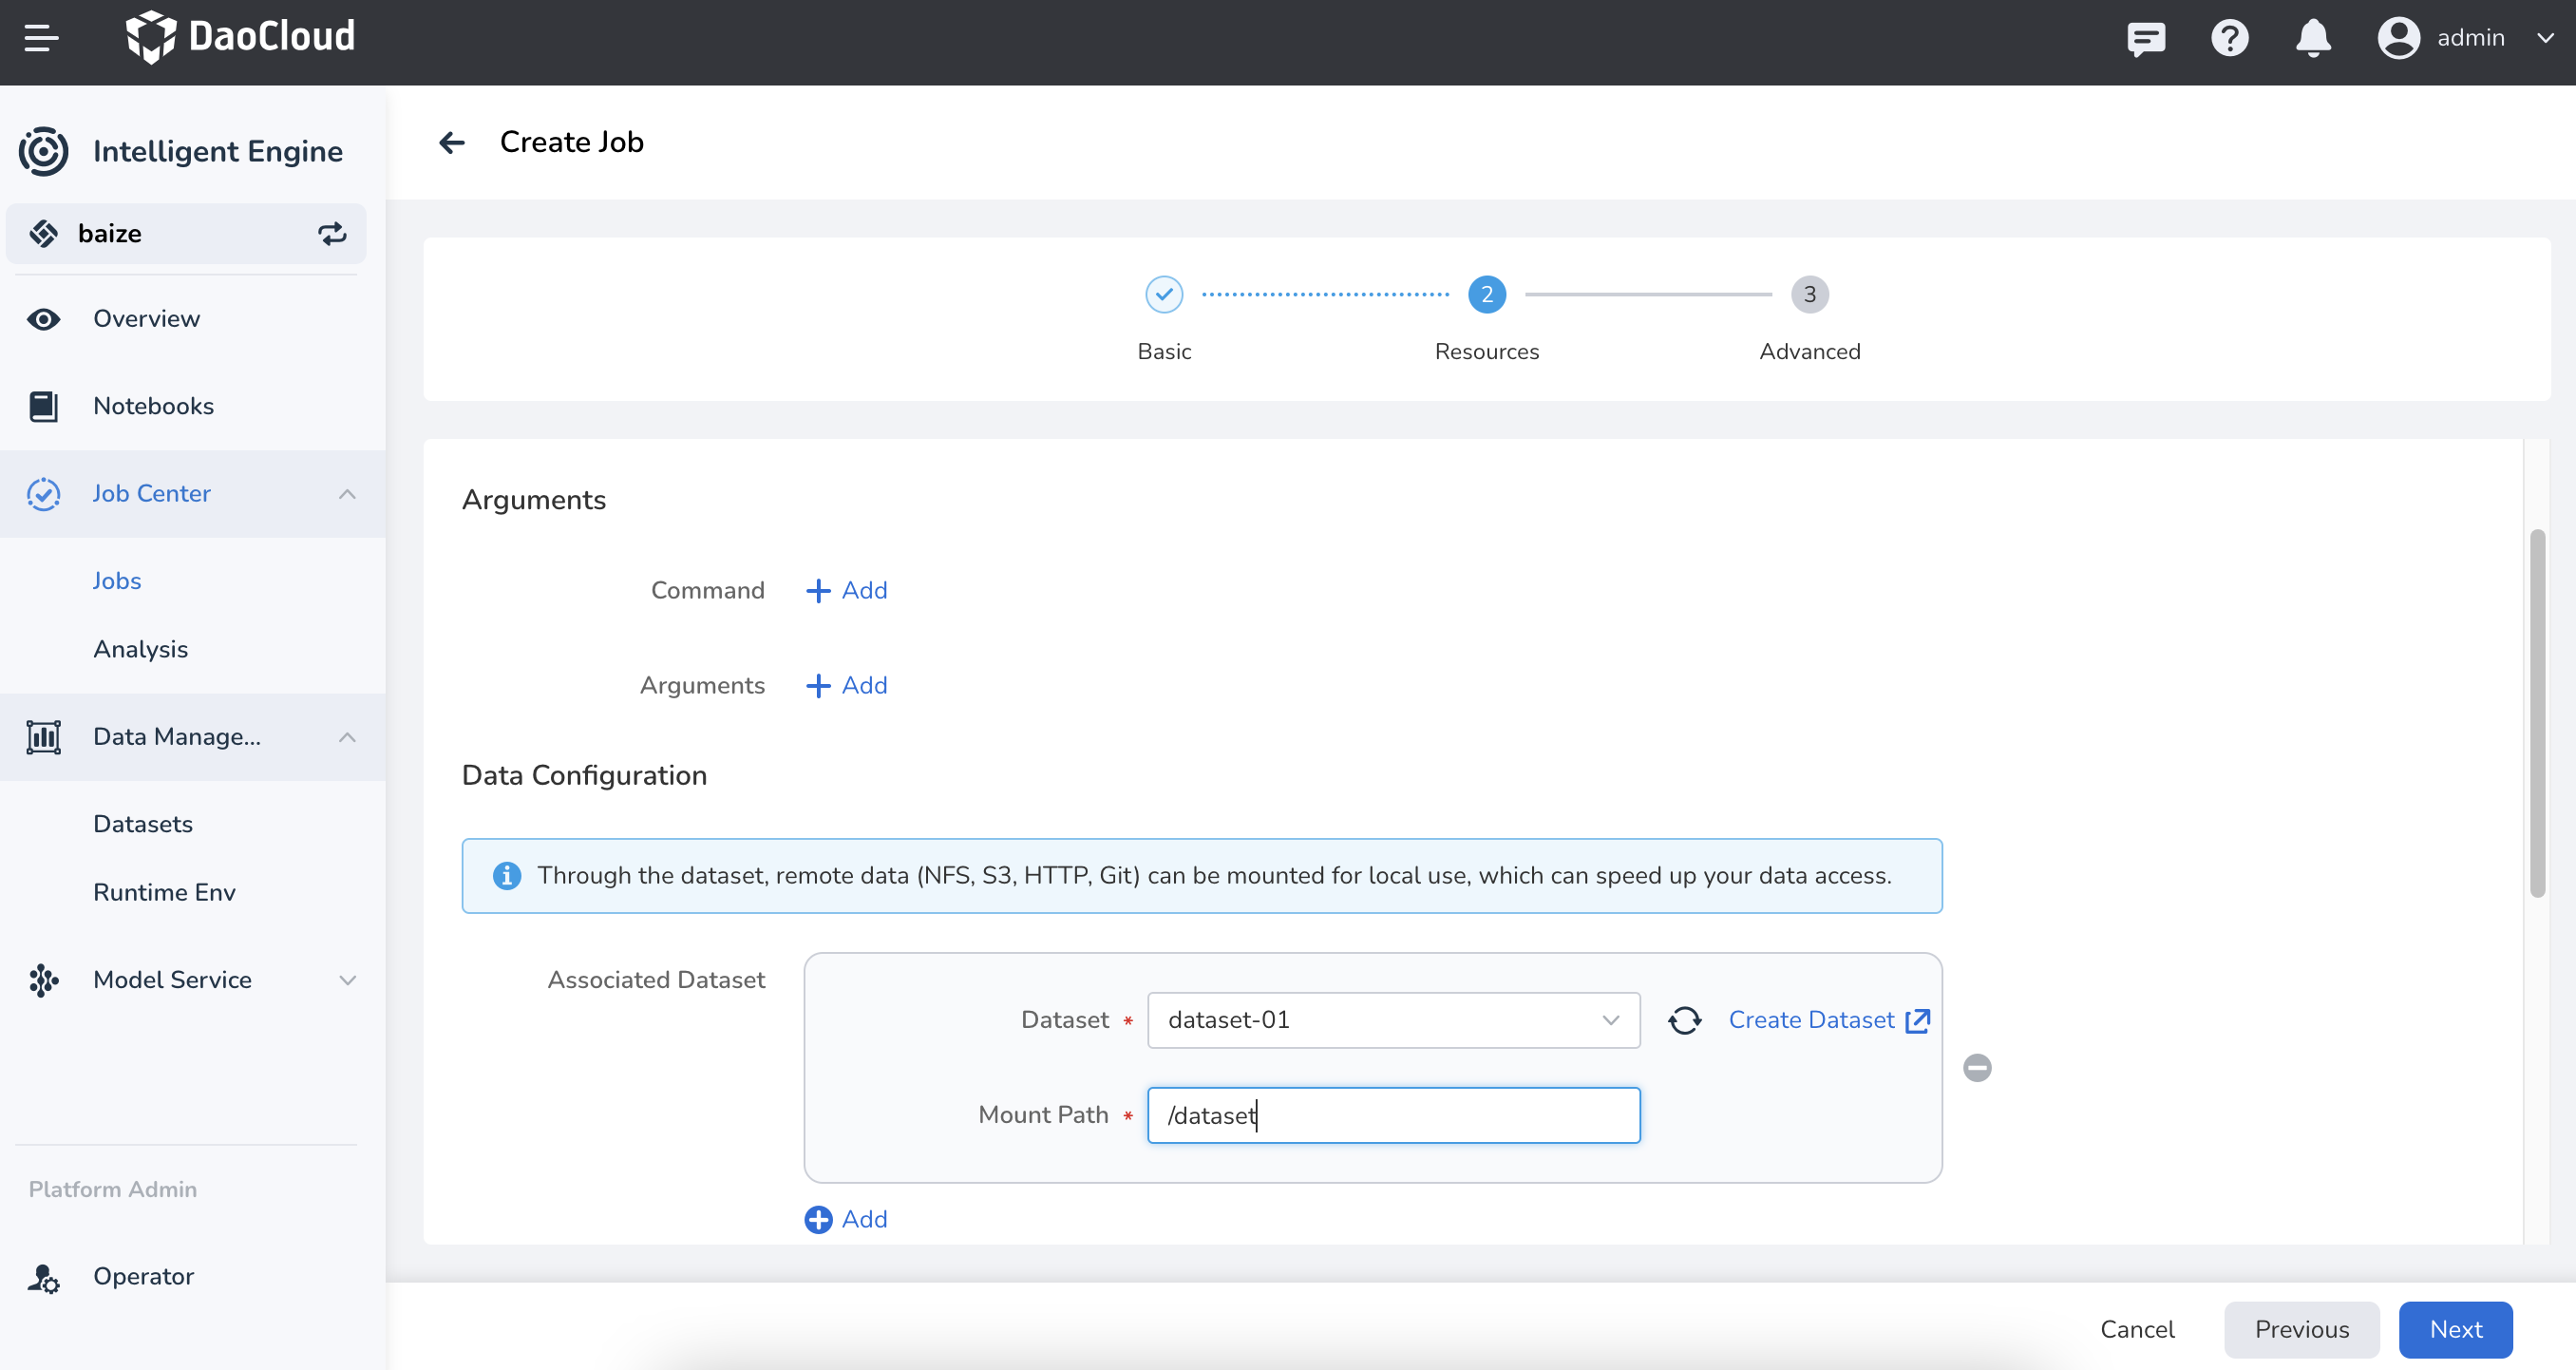 DaoCloud
admin
Intelligent Engine
baize
Overview
Notebooks
Job Center
Jobs
Analysis
Data Manage...
Datasets
Runtime Env
Model Service
Platform Admin
Operator
Create Job
2
3
Basic
Resources
Advanced
Arguments
Command
Add
Arguments
Add
Data Configuration
Through the dataset, remote data (NFS, S3, HTTP, Git) can be mounted for local use, which can speed up your data access.
Associated Dataset
Dataset * dataset-01 Create Dataset
Mount Path * /dataset
Add
Cancel
Previous
Next